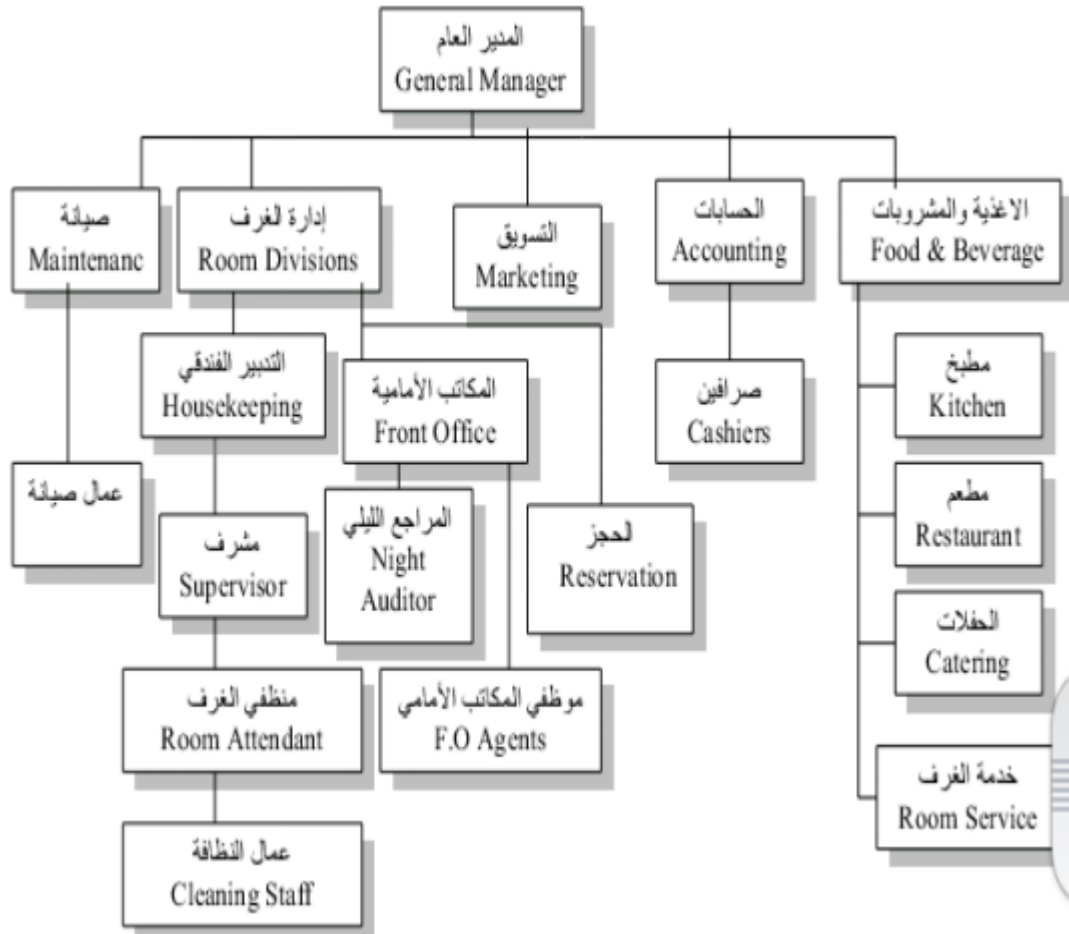 المدير العام
General Manager
صيانة
Maintenanc
إدارة الغرف
Room Divisions
التسويق
Marketing
الحسابات
Accounting
الاغذية والمشروبات
Food & Beverage
التدبير الفندقي
Housekeeping
المكاتب الأمامية
Front Office
صرافين
Cashiers
مطبخ
Kitchen
عمال صيانة
مشرف
Supervisor
المراجع الليلي
Night
Auditor
الحجز
Reservation
مطعم
Restaurant
الحفلات
Catering
منظفي الغرف
Room Attendant
موظفي المكاتب الأمامي
F.O Agents
خدمة الغرف
Room Service
عمال النظافة
Cleaning Staff